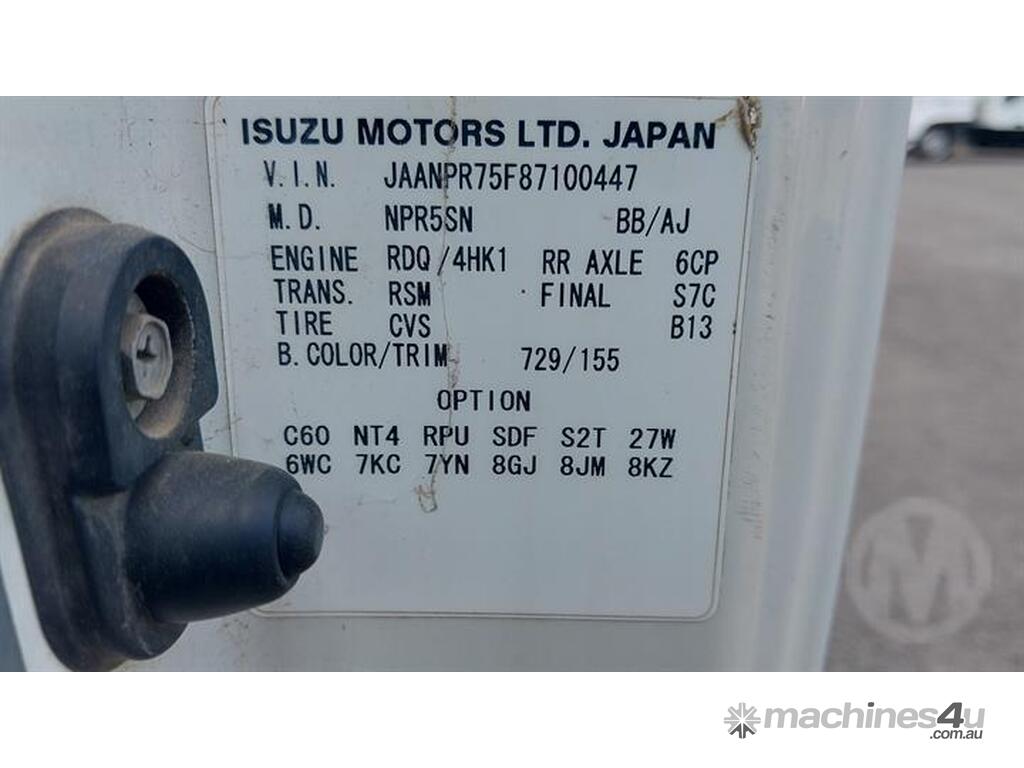 ISUZU MOTORS LTD. JAPAN
V.I.N. JAANPR75F87100447
M.D. NPR5SN BB/AJ
ENGINE RDQ/4HK1 RR AXLE 6CP
TRANS. RSM FINAL S7C
TIRE CVS B13
B.COLOR/TRIM 729/155
OPTION
C60 NT4 RPU SDF S2T 27W
6WC 7KC 7YN 8GJ 8JM 8KZ
M
machines4u
.com.au